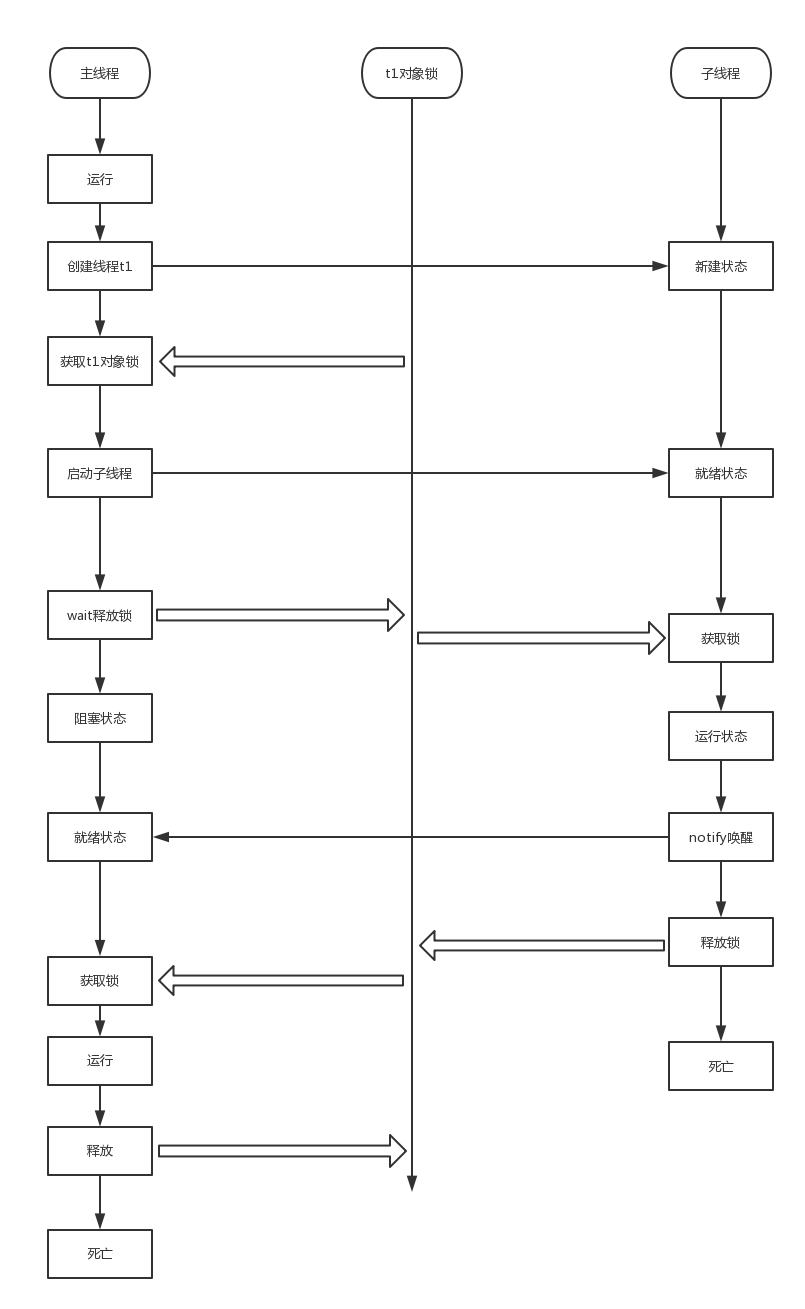 主线程
t1对象锁
子线程
运行
创建线程t1
新建状态
获取t1对象锁
启动子线程
就绪状态
wait释放锁
获取锁
阻塞状态
运行状态
就绪状态
notify唤醒
释放锁
获取锁
运行
死亡
释放
死亡